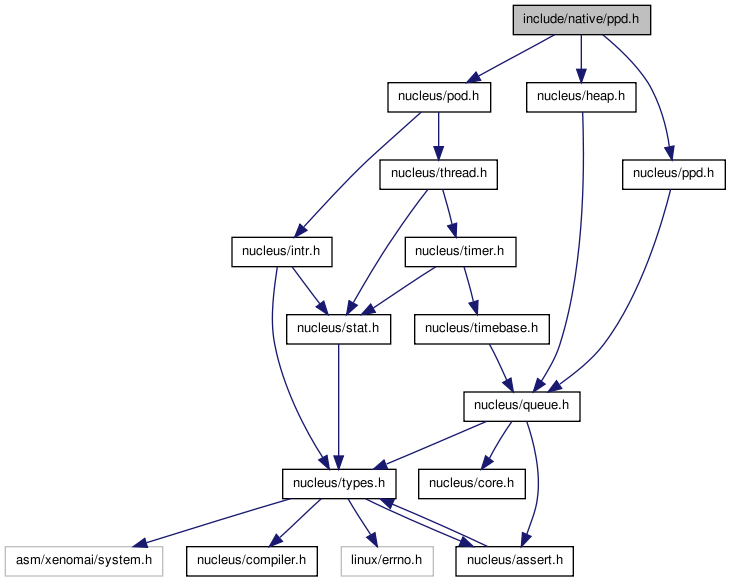 include/native/ppd.h
nucleus/pod.h
nucleus/heap.h
nucleus/thread.h
nucleus/ppd.h
nucleus/intr.h
nucleus/timer.h
nucleus/stat.h
nucleus/timebase.h
nucleus/queue.h
nucleus/types.h
nucleus/core.h
asm/xenomai/system.h
nucleus/compiler.h
linux/errno.h
nucleus/assert.h